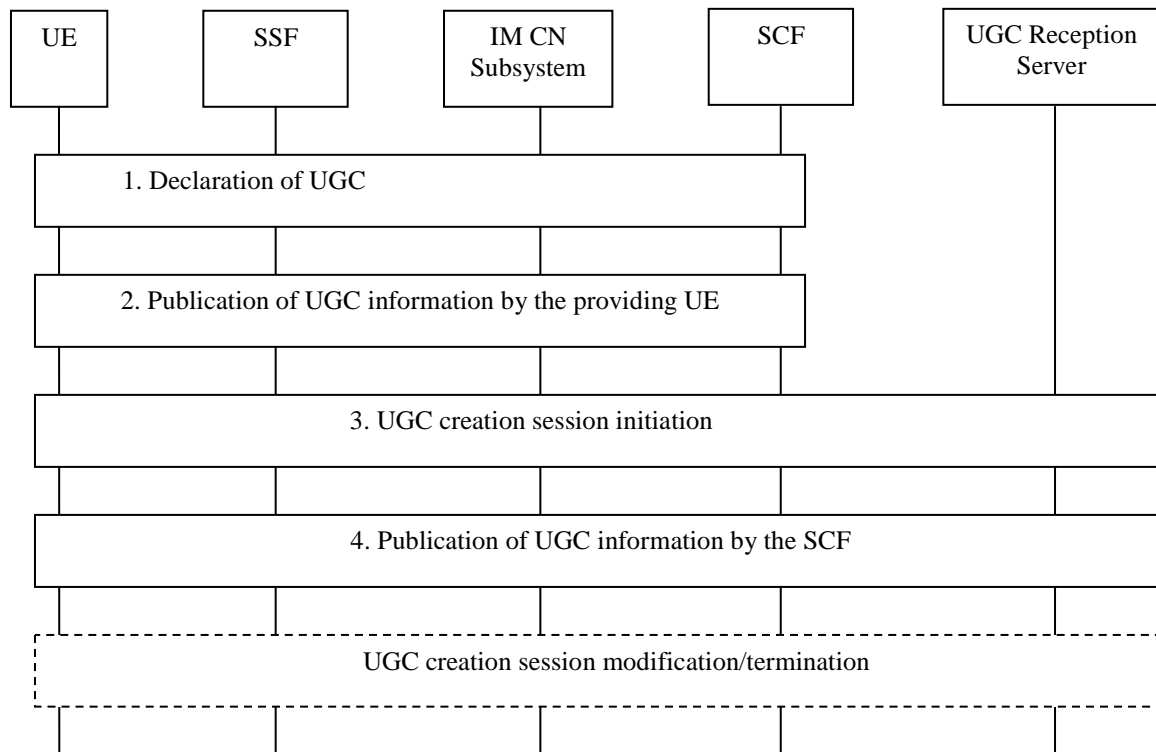 UE
SSF
IM CN
Subsystem
SCF
UGC Reception
Server
1. Declaration of UGC
2. Publication of UGC information by the providing UE
3. UGC creation session initiation
4. Publication of UGC information by the SCF
UGC creation session modification/termination